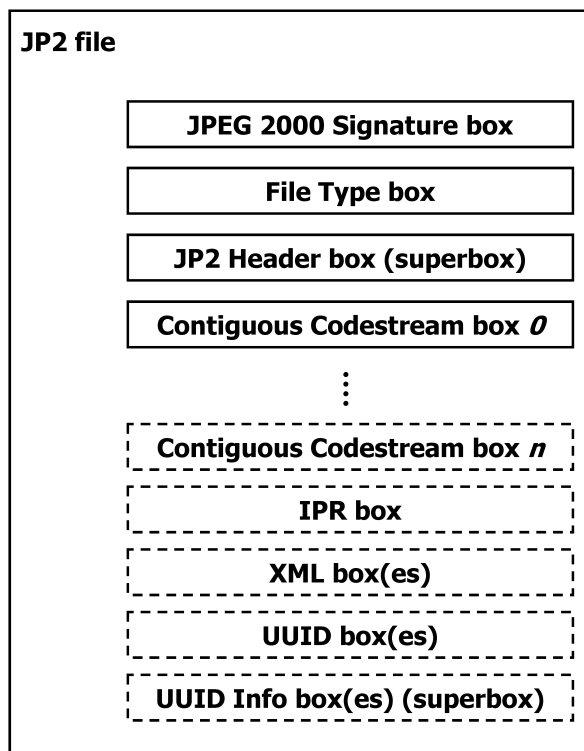 JP2 file
JPEG 2000 Signature box
File Type box
JP2 Header box (superbox)
Contiguous Codestream box 0
Contiguous Codestream box n
IPR box
XML box(es)
UUID box(es)
UUID Info box(es) (superbox)